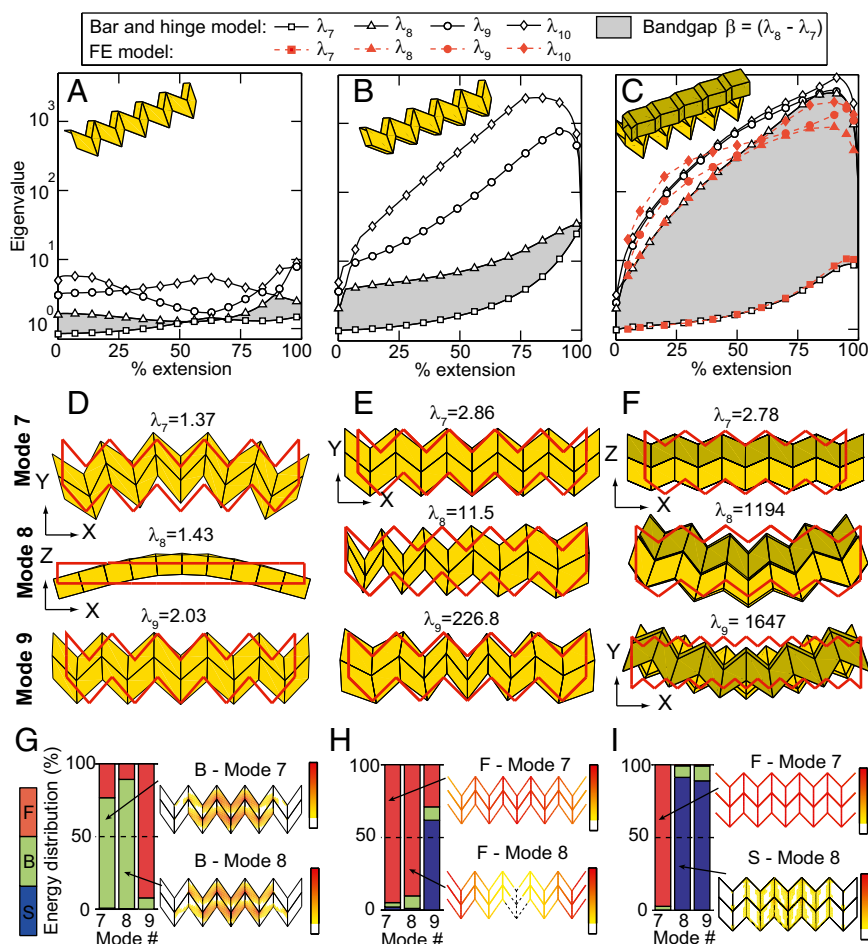 Bar and hinge model: λ7 λ8 λ9 λ10 Bandgap β = (λ8 - λ7)
FE model: λ7 λ8 λ9 λ10
A
B
C
Eigenvalue
10^3
10^2
10^1
10^0
0 25 50 75 100
% extension
0 25 50 75 100
% extension
0 25 50 75 100
% extension
D
E
F
Mode 7
λ7=1.37
Y
X
λ7=2.86
Y
X
λ7=2.78
Z
X
Mode 8
λ8=1.43
Z
X
λ8=11.5
λ8=1194
Mode 9
λ9=2.03
λ9=226.8
λ9= 1647
Y
X
G
H
I
F
B
S
Energy distribution (%)
100
50
0
7 8 9
Mode #
B - Mode 7
B - Mode 8
100
50
0
7 8 9
Mode #
F - Mode 7
F - Mode 8
100
50
0
7 8 9
Mode #
F - Mode 7
S - Mode 8